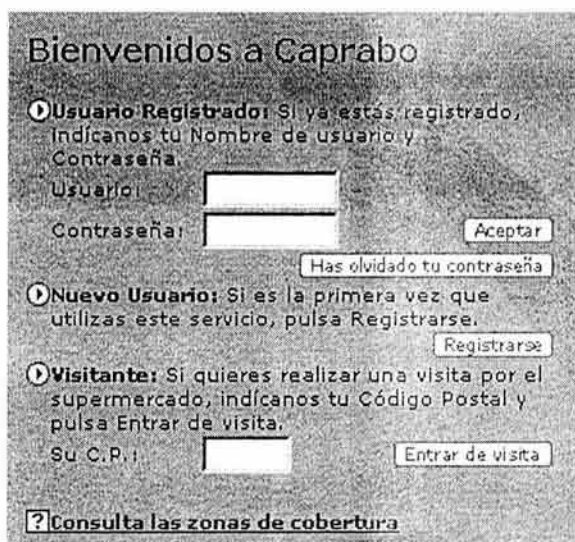 Bienvenidos a Caprabo
Usuario Registrado: Si ya estás registrado,
indícanos tu Nombre de usuario y
Contraseña.
Usuario:
Contraseña:
Aceptar
Has olvidado tu contraseña
Nuevo Usuario: Si es la primera vez que
utilizas este servicio, pulsa Registrarse.
Registrarse
Visitante: Si quieres realizar una visita por el
supermercado, indícanos tu Código Postal y
pulsa Entrar de visita.
Su C.P.:
Entrar de visita
? Consulta las zonas de cobertura